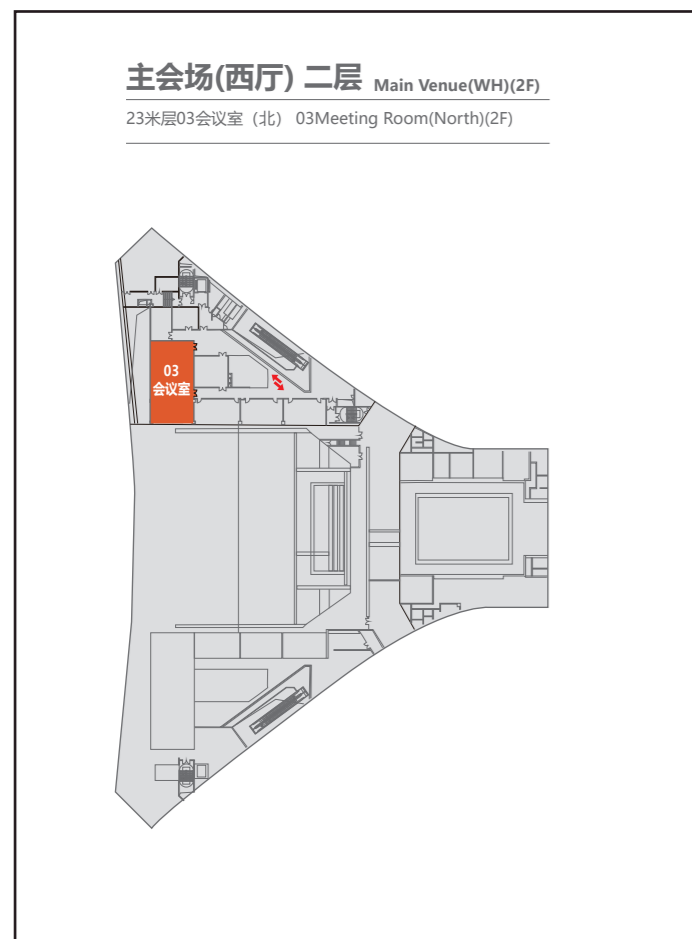 主会场(西厅) 二层 Main Venue(WH)(2F)
23米层03会议室（北） 03Meeting Room(North)(2F)
03
会议室